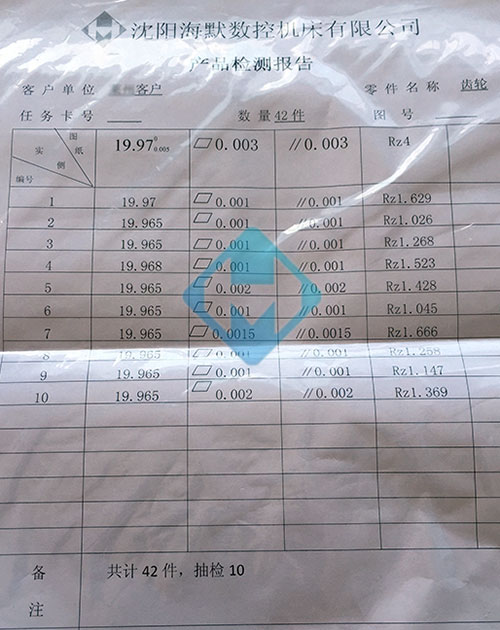 沈阳海默数控机床有限公司
产品检测报告
客户单位 客户 零件名称 齿轮
任务卡号 数量 42件 图号
图纸 实侧 编号 19.97 0 0.005 ▱0.003 //0.003 Rz4
1 19.97 ▱0.001 //0.001 Rz1.629
2 19.965 ▱0.001 //0.001 Rz1.026
3 19.965 ▱0.001 //0.001 Rz1.268
4 19.968 ▱0.001 //0.001 Rz1.523
5 19.965 ▱0.002 //0.002 Rz1.428
6 19.965 ▱0.001 //0.001 Rz1.045
7 19.965 ▱0.0015 //0.0015 Rz1.666
8 19.965 ▱0.001 //0.001 Rz1.258
9 19.965 ▱0.001 //0.001 Rz1.147
10 19.965 ▱0.002 //0.002 Rz1.369
备注 共计42件，抽检10